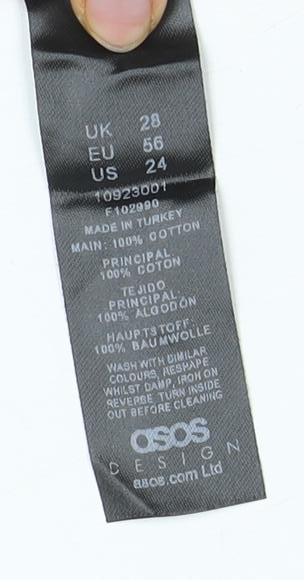 UK 28
EU 56
US 24
10923001
F102990
MADE IN TURKEY
MAIN: 100% COTTON
PRINCIPAL:
100% COTON
TEJIDO
PRINCIPAL:
100% ALGODÓN
HAUPTSTOFF:
100% BAUMWOLLE
WASH WITH SIMILAR
COLOURS, RESHAPE
WHILST DAMP, IRON ON
REVERSE TURN INSIDE
OUT BEFORE CLEANING
asos
DESIGN
asos.com Ltd